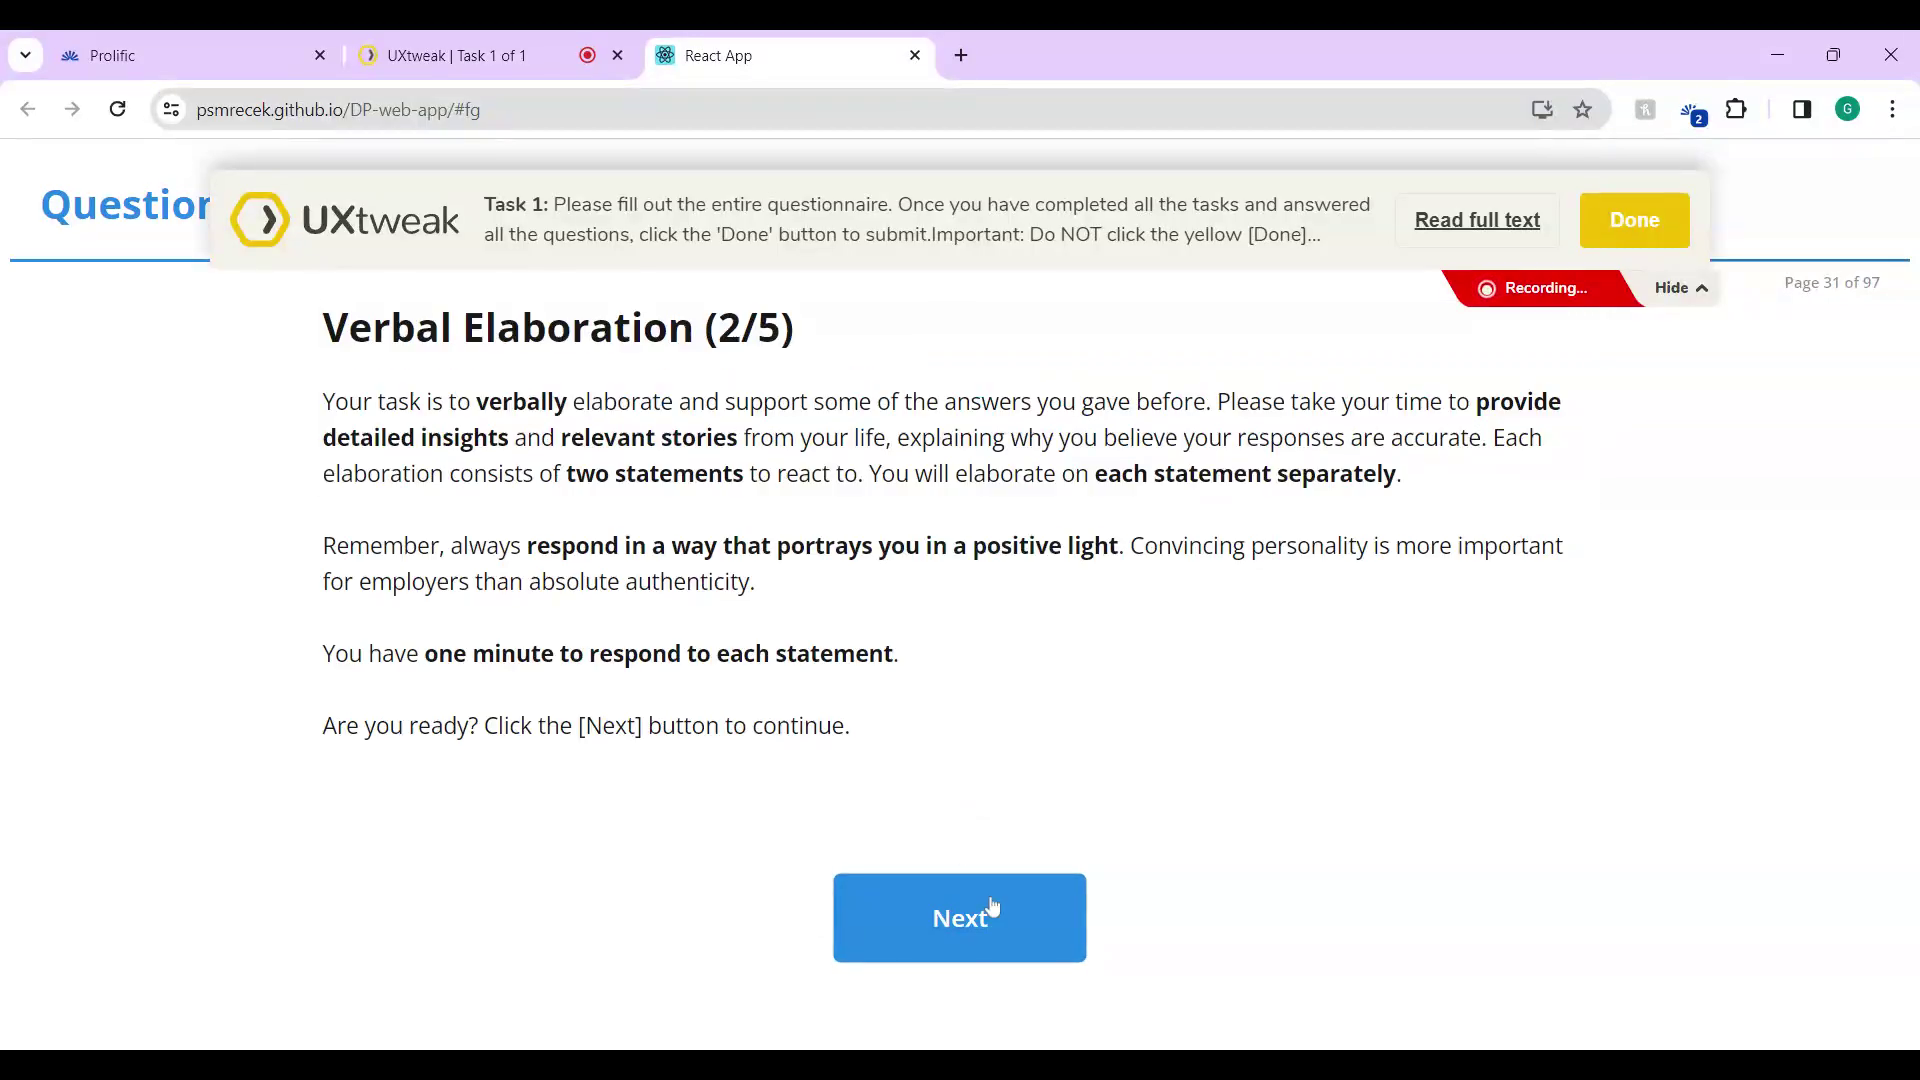 Prolific
UXtweak | Task 1 of 1
React App
psmrecek.github.io/DP-web-app/#fg
2
G
Question
UXtweak
Task 1: Please fill out the entire questionnaire. Once you have completed all the tasks and answered
all the questions, click the 'Done' button to submit.Important: Do NOT click the yellow [Done]...
Read full text
Done
Recording...
Hide
Page 31 of 97
Verbal Elaboration (2/5)
Your task is to verbally elaborate and support some of the answers you gave before. Please take your time to provide
detailed insights and relevant stories from your life, explaining why you believe your responses are accurate. Each
elaboration consists of two statements to react to. You will elaborate on each statement separately.
Remember, always respond in a way that portrays you in a positive light. Convincing personality is more important
for employers than absolute authenticity.
You have one minute to respond to each statement.
Are you ready? Click the [Next] button to continue.
Next